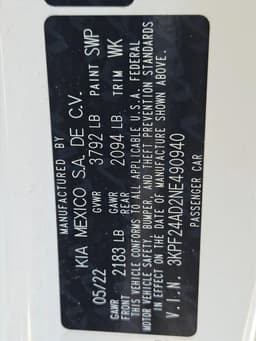 MANUFACTURED BY
KIA MEXICO S.A. DE C.V.
05/22 GVWR 3792 LB PAINT SWP
GAWR FRONT 2183 LB GAWR REAR 2094 LB TRIM WK
THIS VEHICLE CONFORMS TO ALL APPLICABLE U.S.A. FEDERAL
MOTOR VEHICLE SAFETY, BUMPER, AND THEFT PREVENTION STANDARDS
IN EFFECT ON THE DATE OF MANUFACTURE SHOWN ABOVE.
V.I.N. 3KPF24AD2NE490940
PASSENGER CAR